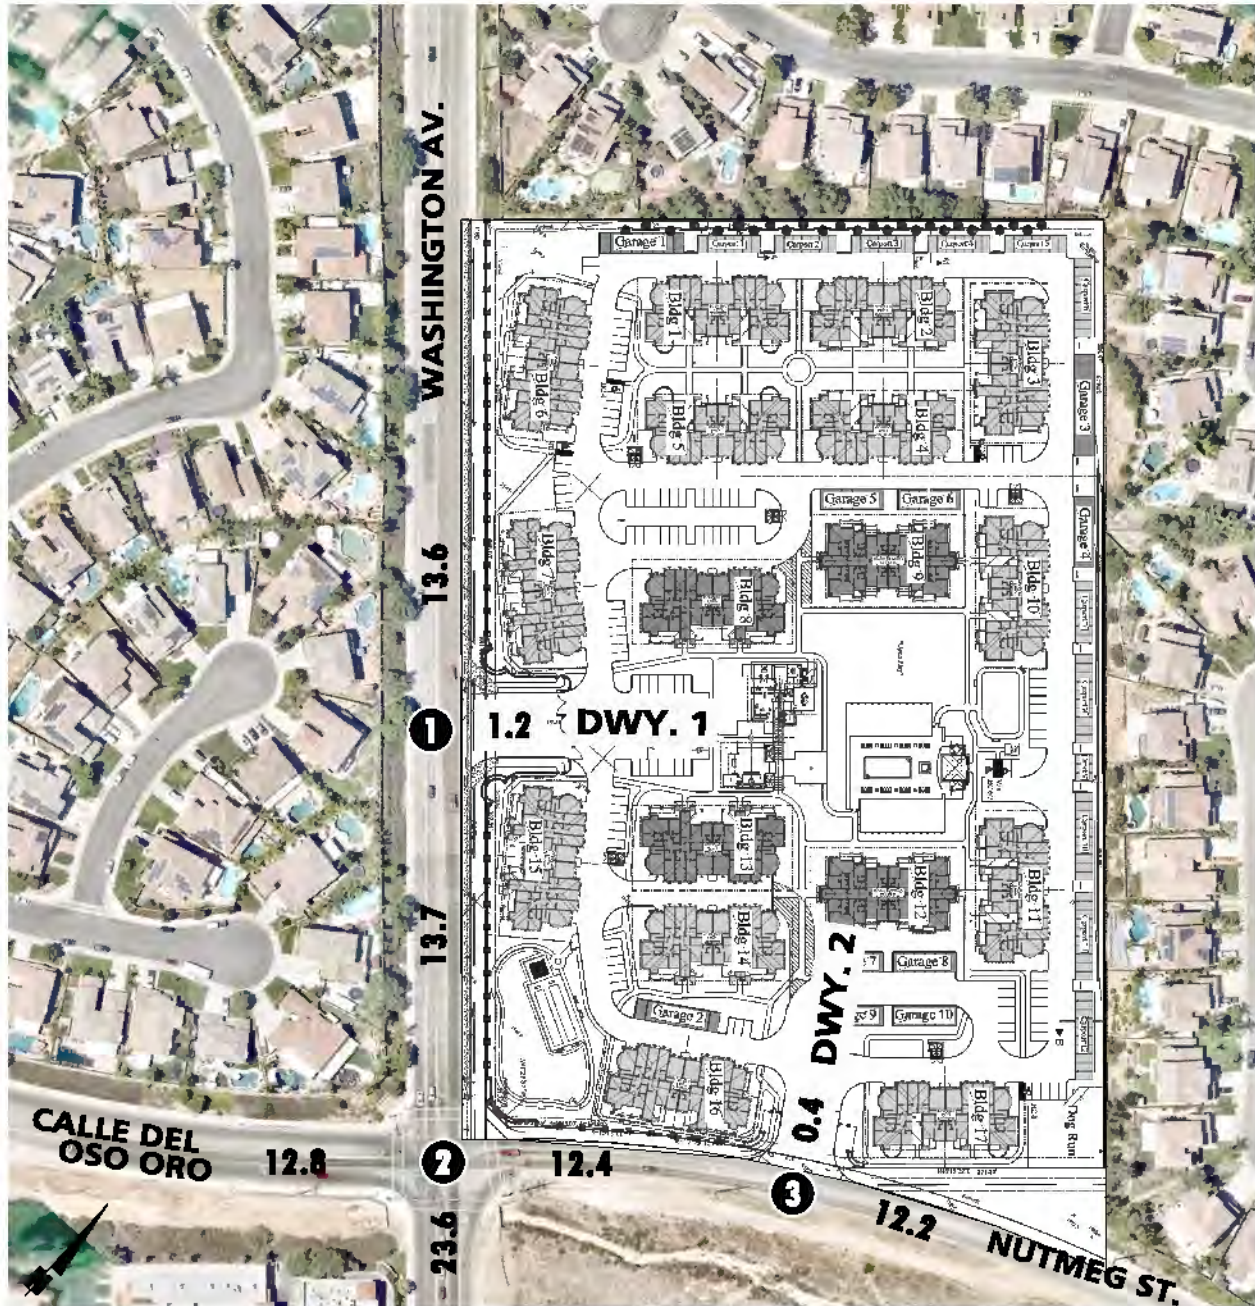 WASHINGTON AV.
Garage 1
Carport 1
Carport 2
Carport 3
Carport 4
Carport 5
Bldg 1
Bldg 2
Bldg 3
Bldg 6
Bldg 5
Bldg 4
Garage 3
Garage 5
Garage 6
Garage 4
13.6
Bldg 7
Bldg 8
Bldg 9
Bldg 10
1
1.2
DWY. 1
Bldg 15
Bldg 13
Bldg 12
Bldg 11
13.7
Bldg 14
DWY. 2
7
Garage 8
Garage 2
ge 9
Garage 10
Bldg 16
0.4
Bldg 17
Dog Run
CALLE DEL
OSO ORO
12.8
2
12.4
3
12.2
23.6
NUTMEG ST.